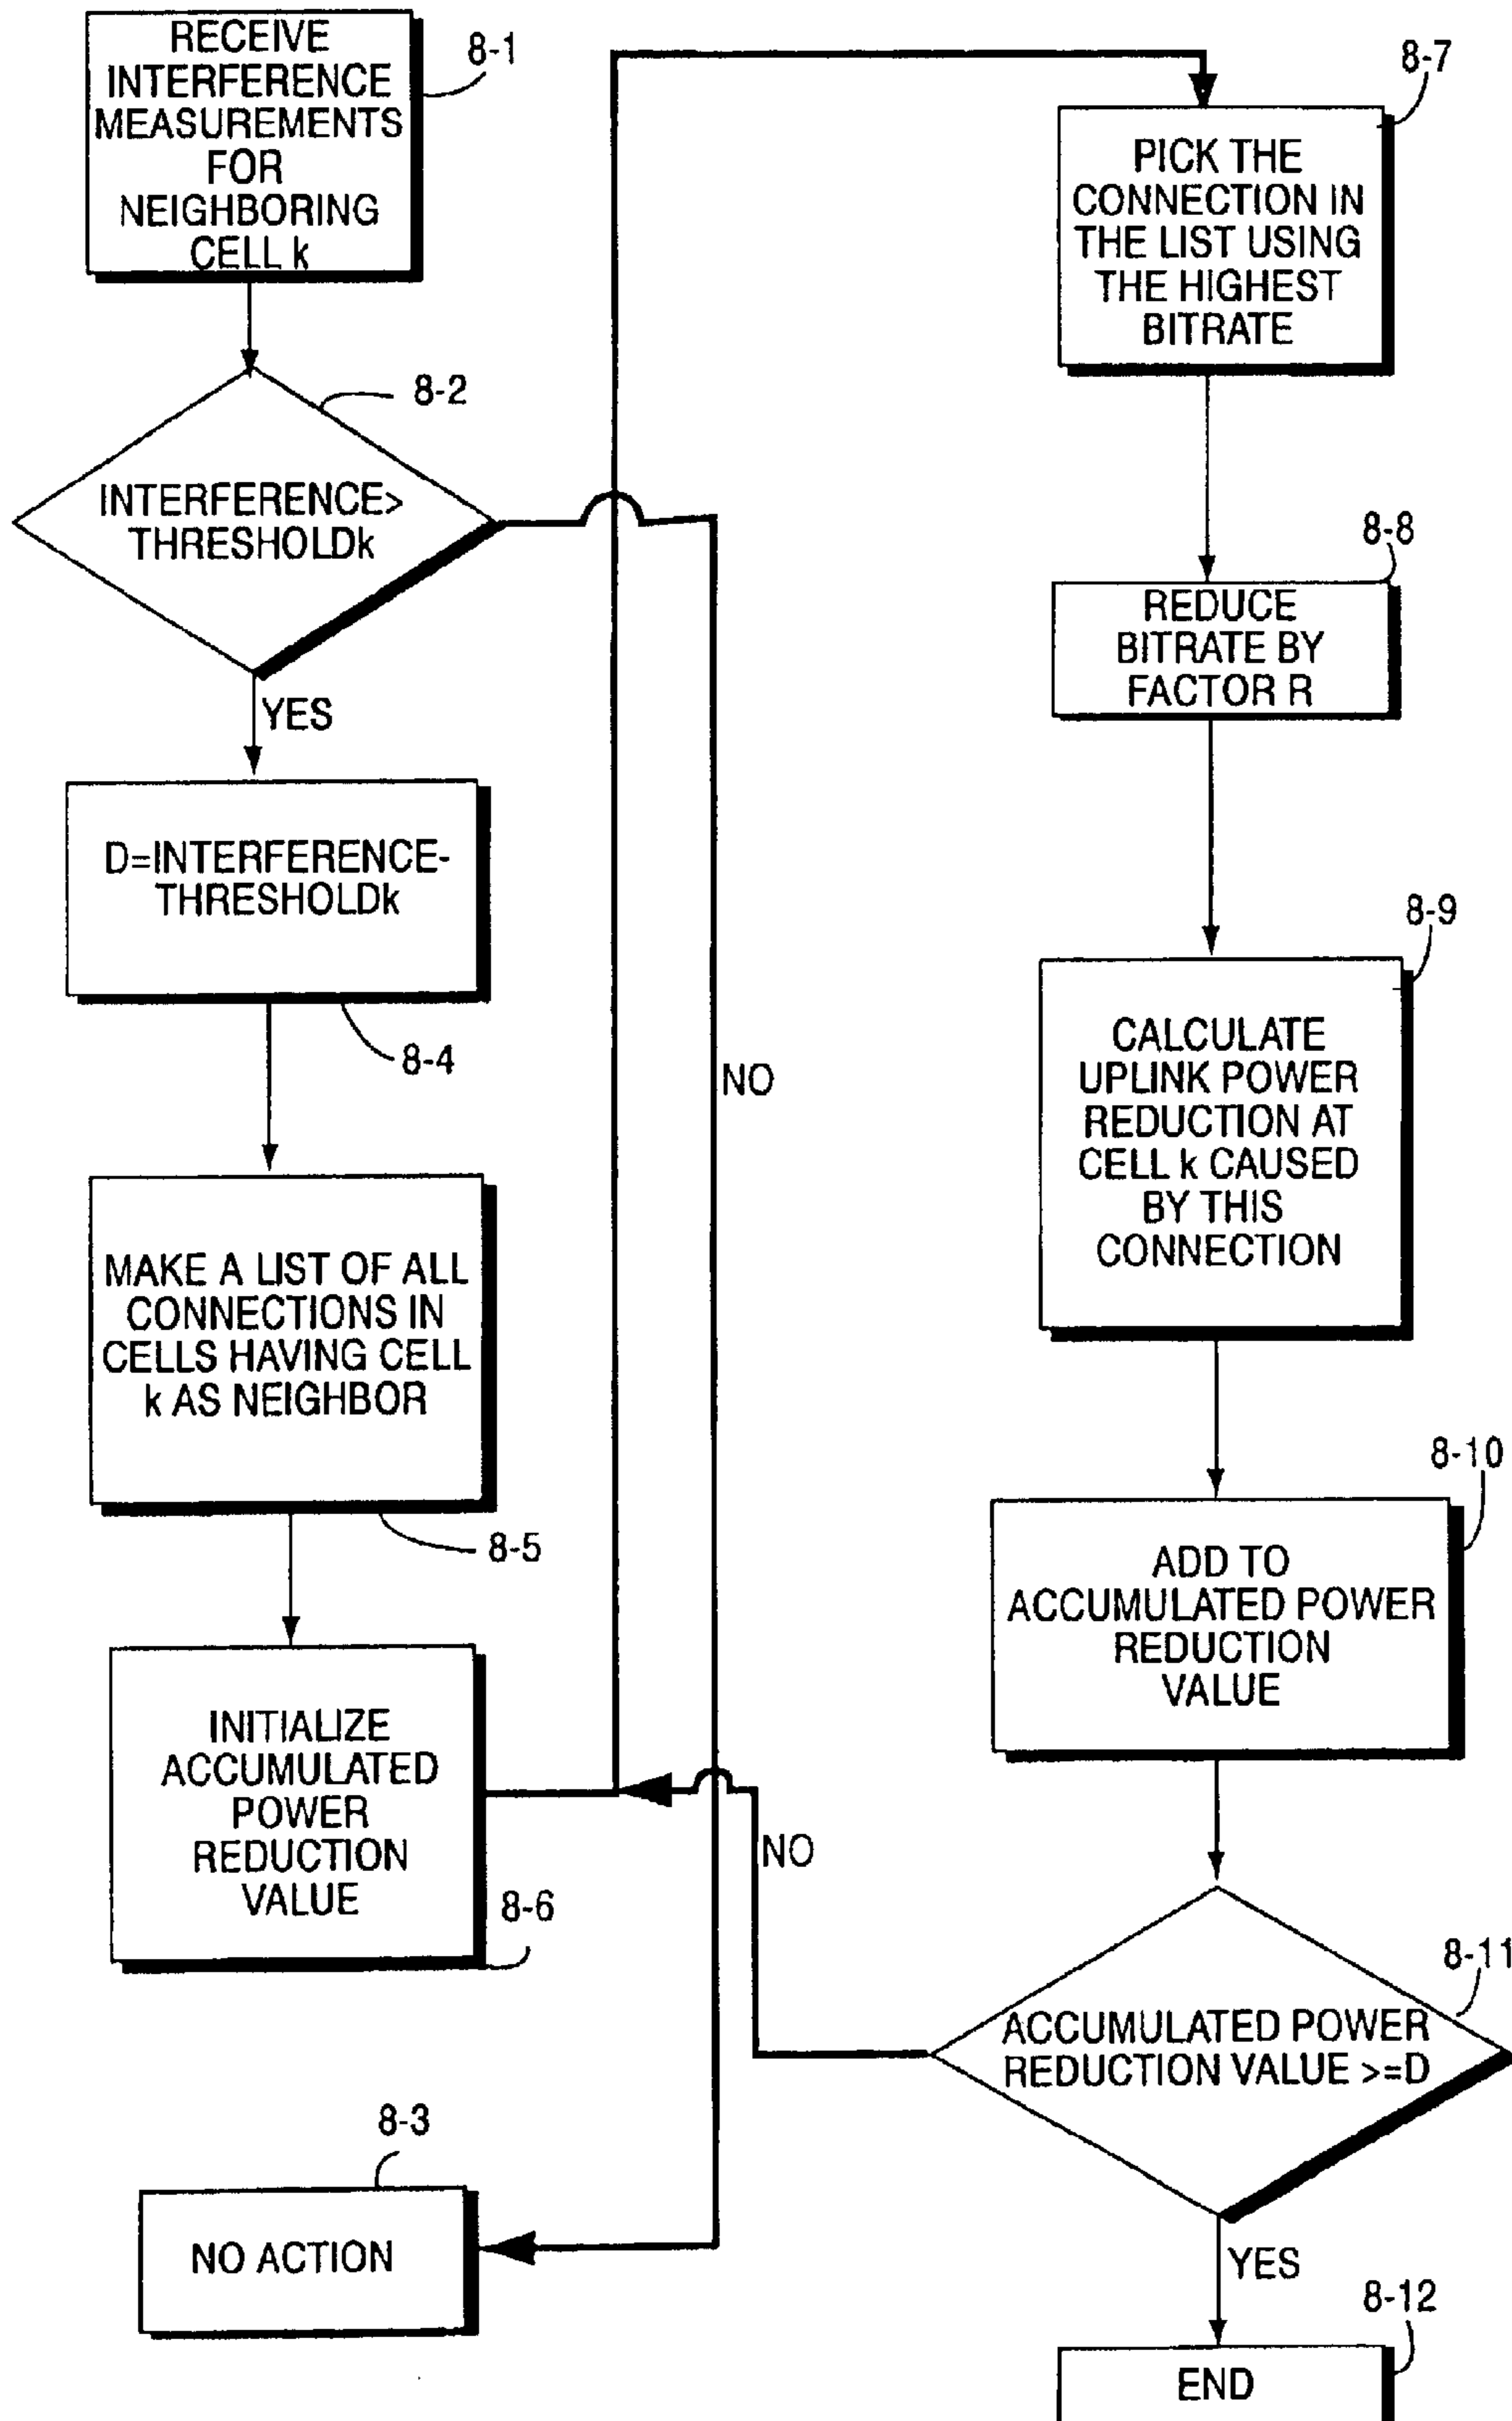 RECEIVE
INTERFERENCE
MEASUREMENTS
FOR
NEIGHBORING
CELL k
8-1
8-2
INTERFERENCE>
THRESHOLDk
YES
D=INTERFERENCE-
THRESHOLDk
8-4
NO
MAKE A LIST OF ALL
CONNECTIONS IN
CELLS HAVING CELL
k AS NEIGHBOR
8-5
INITIALIZE
ACCUMULATED
POWER
REDUCTION
VALUE
8-6
8-3
NO ACTION
8-7
PICK THE
CONNECTION IN
THE LIST USING
THE HIGHEST
BITRATE
8-8
REDUCE
BITRATE BY
FACTOR R
8-9
CALCULATE
UPLINK POWER
REDUCTION AT
CELL k CAUSED
BY THIS
CONNECTION
8-10
ADD TO
ACCUMULATED POWER
REDUCTION
VALUE
NO
8-11
ACCUMULATED POWER
REDUCTION VALUE >=D
YES
8-12
END